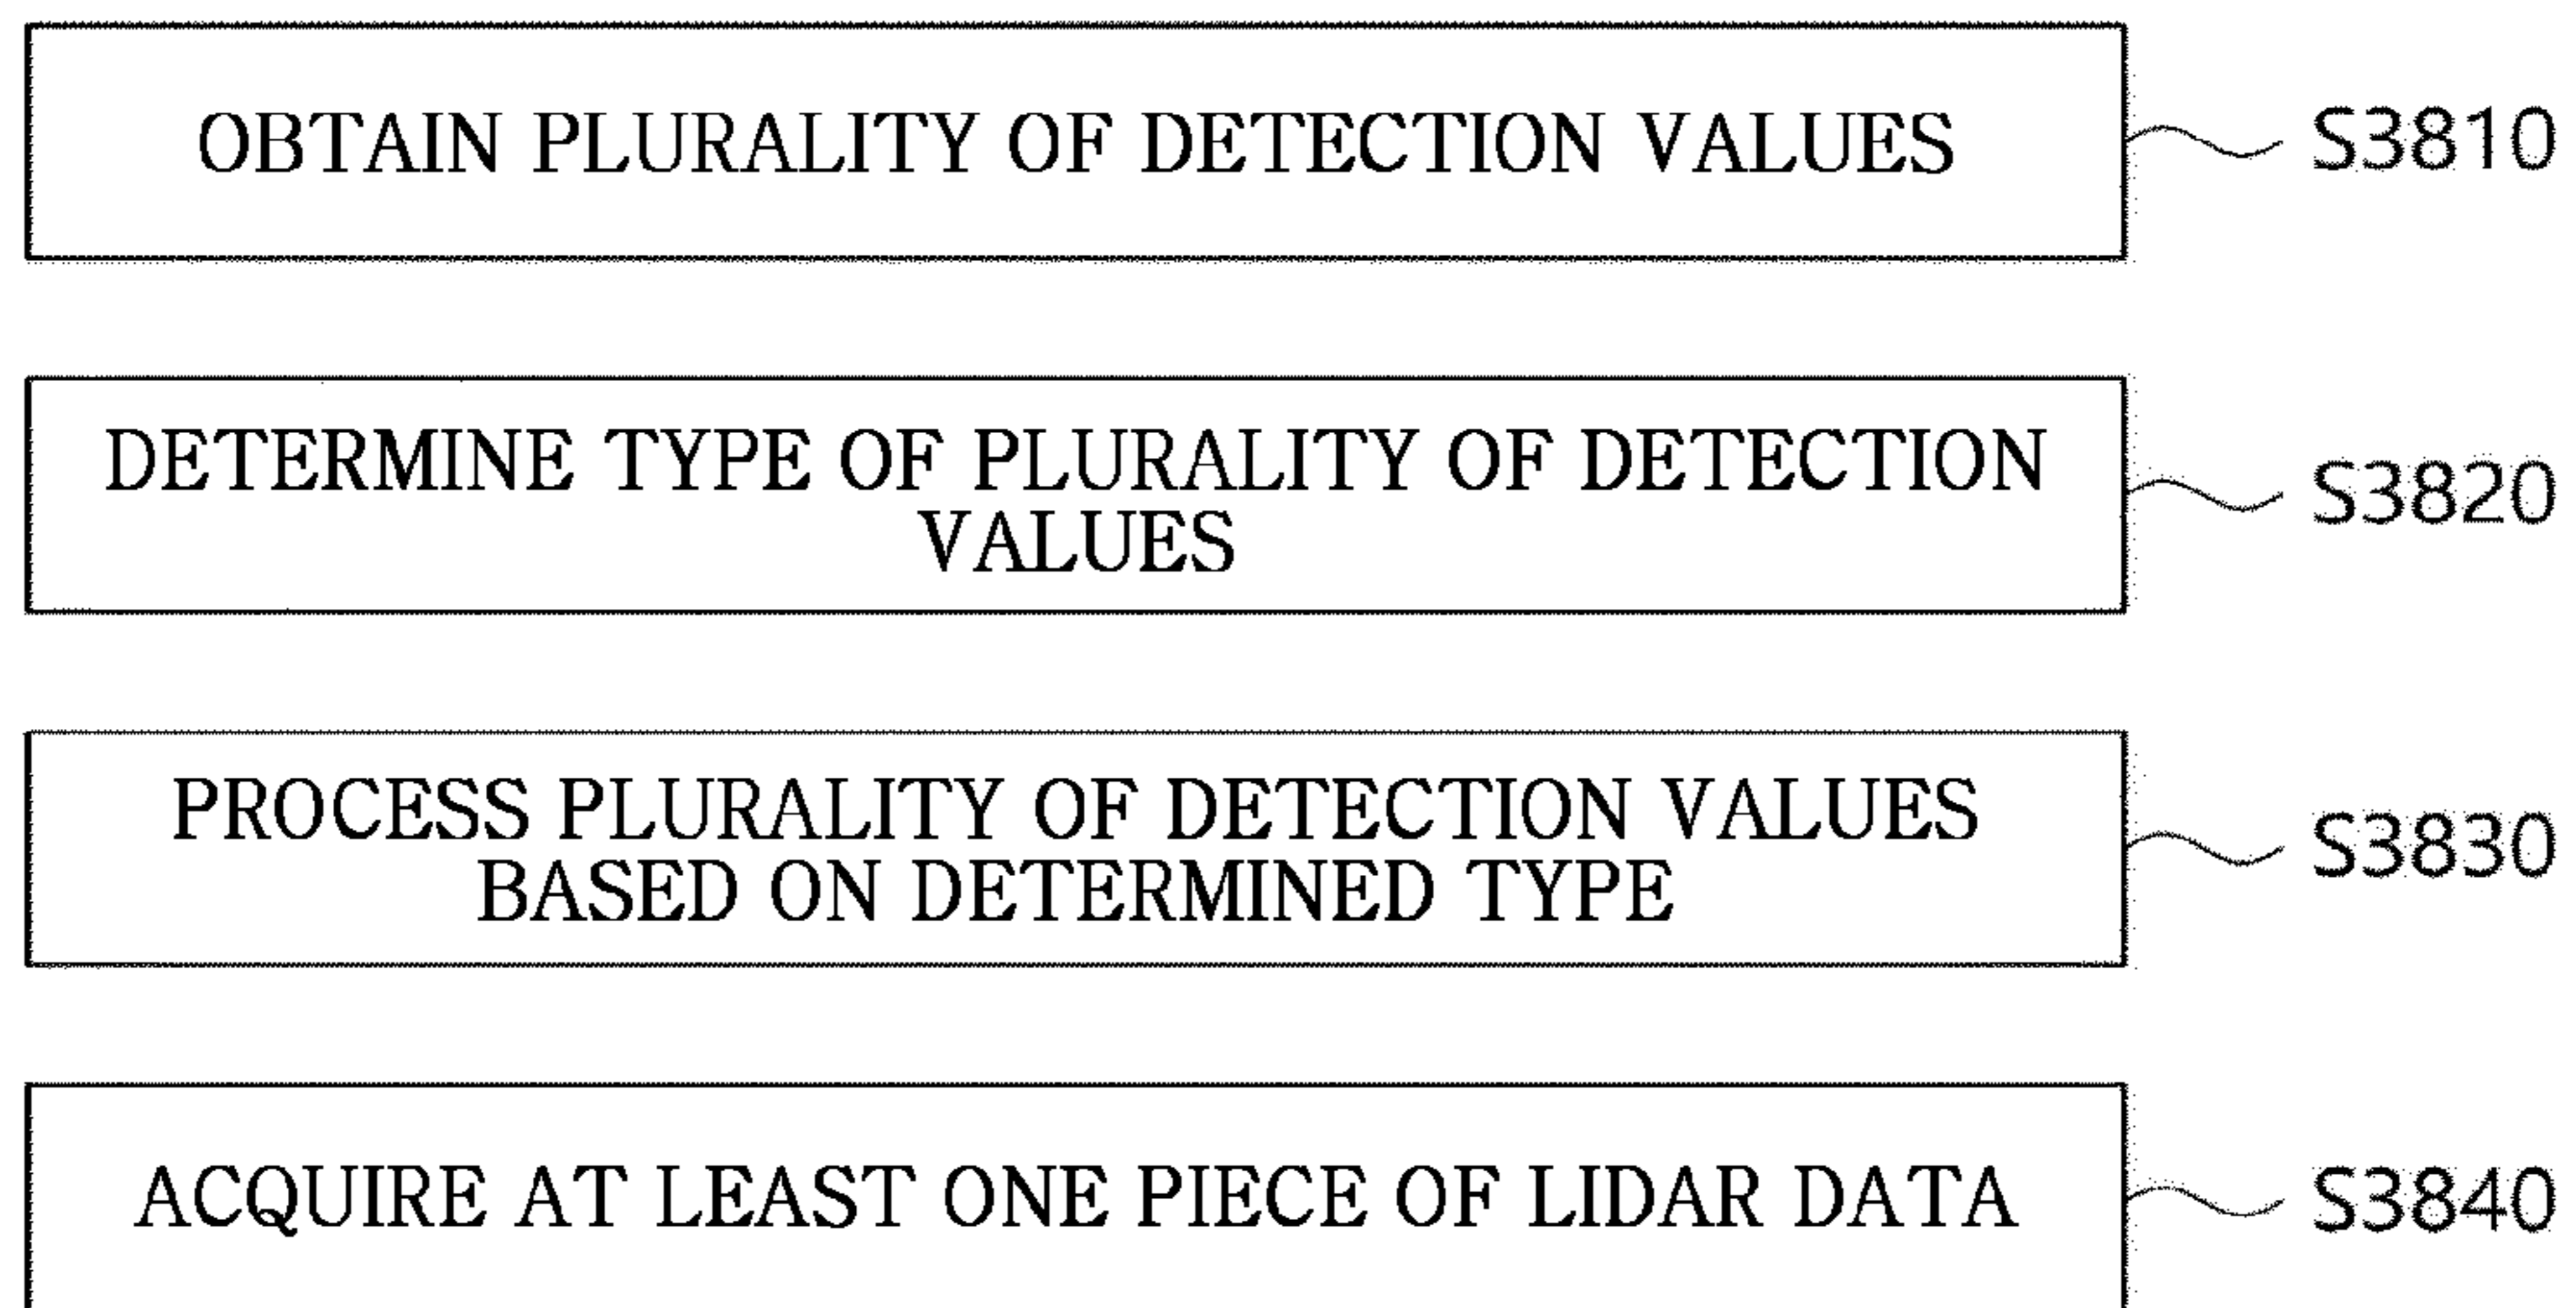 OBTAIN PLURALITY OF DETECTION VALUES
S3810
DETERMINE TYPE OF PLURALITY OF DETECTION
VALUES
S3820
PROCESS PLURALITY OF DETECTION VALUES
BASED ON DETERMINED TYPE
S3830
ACQUIRE AT LEAST ONE PIECE OF LIDAR DATA
S3840